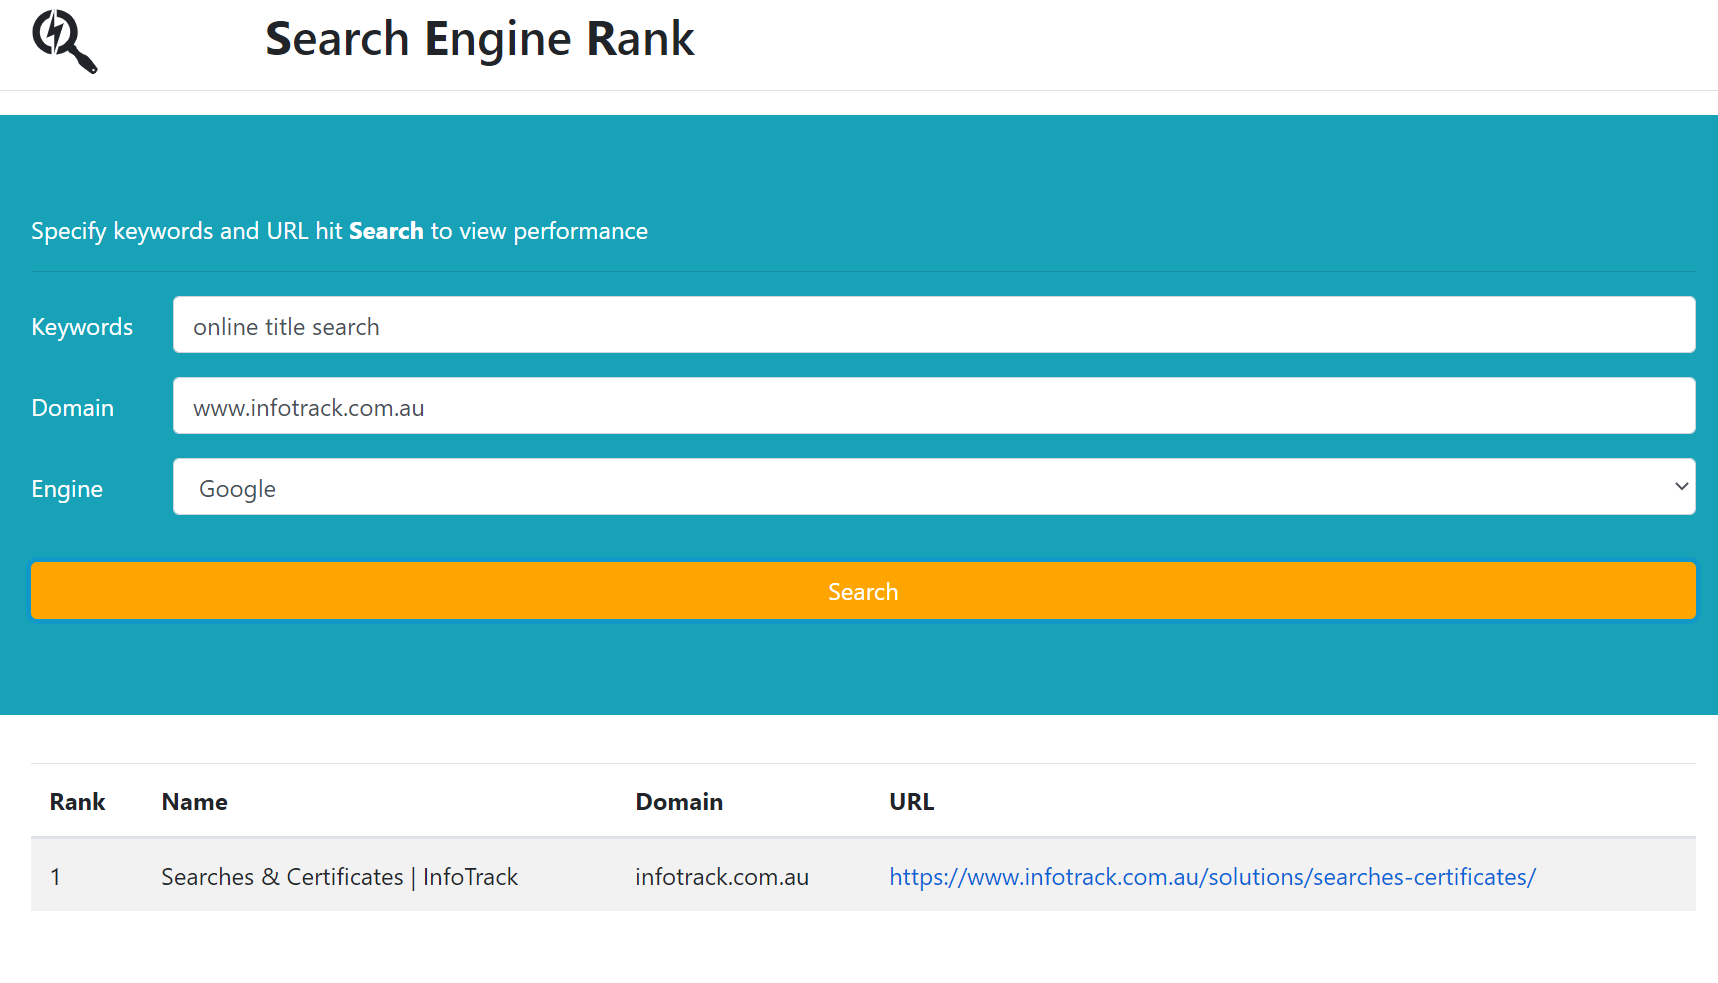 Search Engine Rank
Specify keywords and URL hit Search to view performance
Keywords online title search
Domain www.infotrack.com.au
Engine Google
Search
Rank Name Domain URL
1 Searches & Certificates | InfoTrack infotrack.com.au https://www.infotrack.com.au/solutions/searches-certificates/